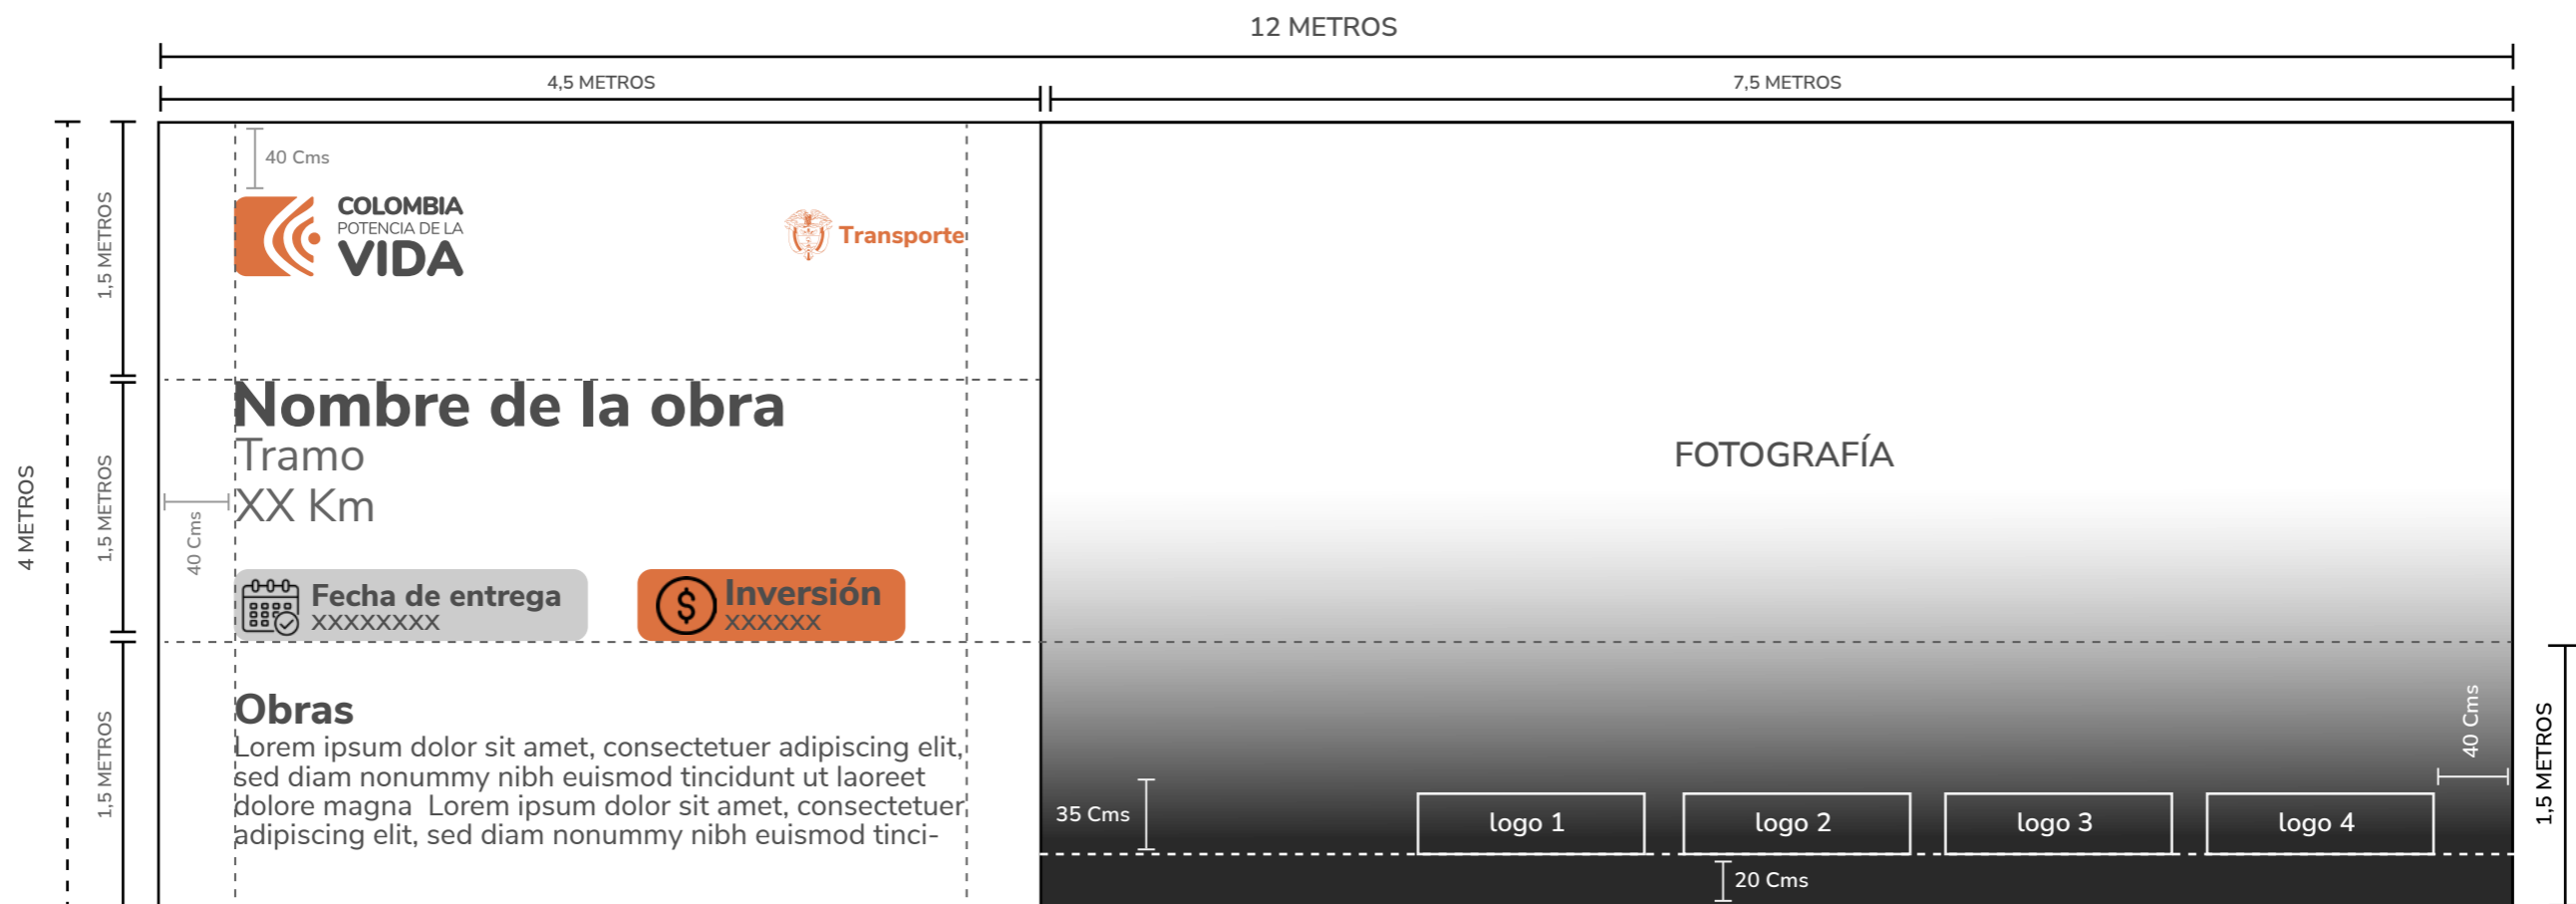 12 METROS
4,5 METROS
7,5 METROS
4 METROS
1,5 METROS
40 Cms
COLOMBIA
POTENCIA DE LA
VIDA
Transporte
1,5 METROS
Nombre de la obra
Tramo
XX Km
40 Cms
Fecha de entrega
XXXXXXXX
Inversión
XXXXXX
1,5 METROS
Obras
Lorem ipsum dolor sit amet, consectetuer adipiscing elit,
sed diam nonummy nibh euismod tincidunt ut laoreet
dolore magna  Lorem ipsum dolor sit amet, consectetuer
adipiscing elit, sed diam nonummy nibh euismod tinci-
FOTOGRAFÍA
35 Cms
logo 1
logo 2
logo 3
logo 4
40 Cms
1,5 METROS
20 Cms